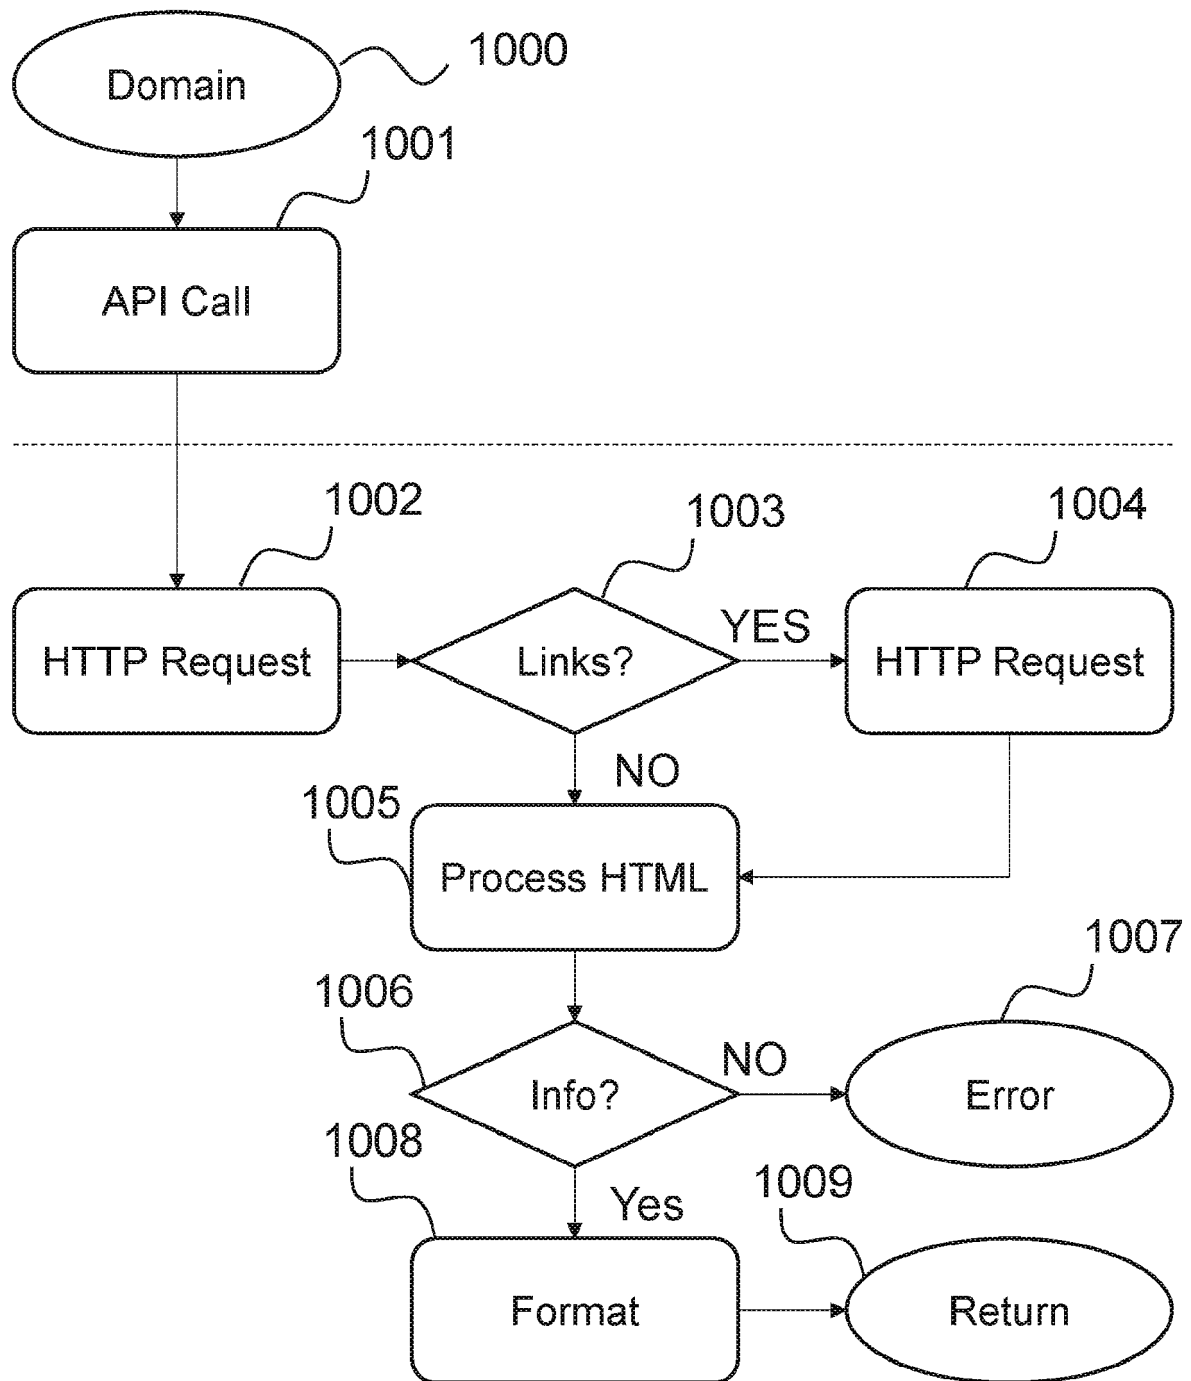 1000
Domain
1001
API Call
1002
1003
1004
HTTP Request
Links?
YES
HTTP Request
NO
1005
Process HTML
1006
1007
Info?
NO
Error
1008
Yes
1009
Format
Return